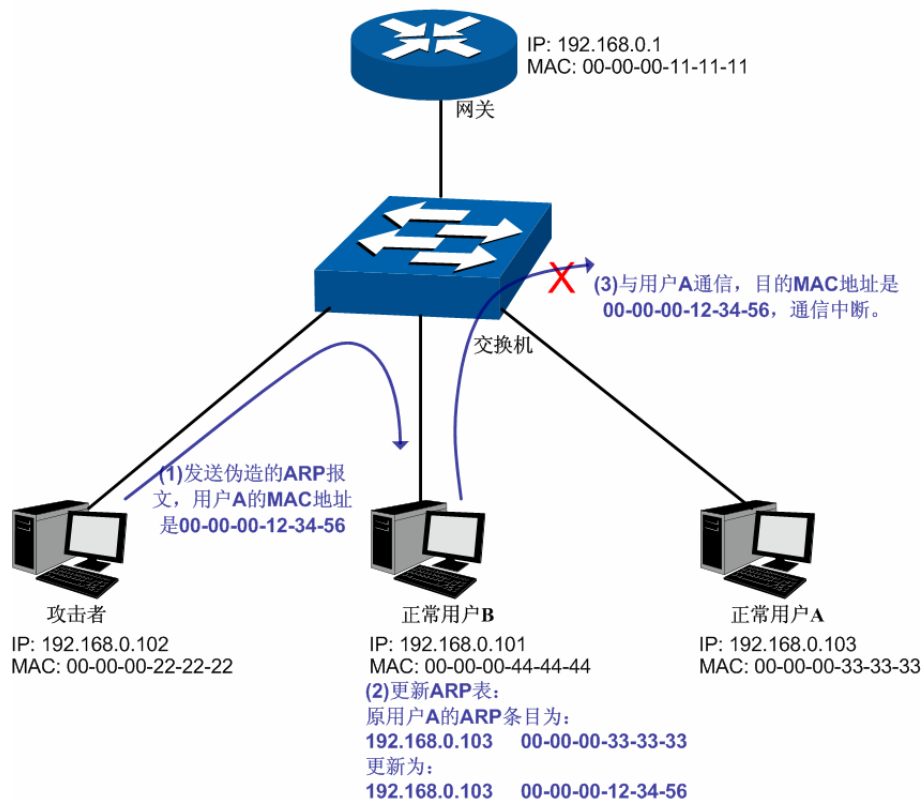 IP: 192.168.0.1
MAC: 00-00-00-11-11-11
网关
(3)与用户A通信，目的MAC地址是
00-00-00-12-34-56，通信中断。
交换机
(1)发送伪造的ARP报
文，用户A的MAC地址
是00-00-00-12-34-56
攻击者
IP: 192.168.0.102
MAC: 00-00-00-22-22-22
正常用户B
IP: 192.168.0.101
MAC: 00-00-00-44-44-44
正常用户A
IP: 192.168.0.103
MAC: 00-00-00-33-33-33
(2)更新ARP表：
原用户A的ARP条目为：
192.168.0.103 00-00-00-33-33-33
更新为：
192.168.0.103 00-00-00-12-34-56